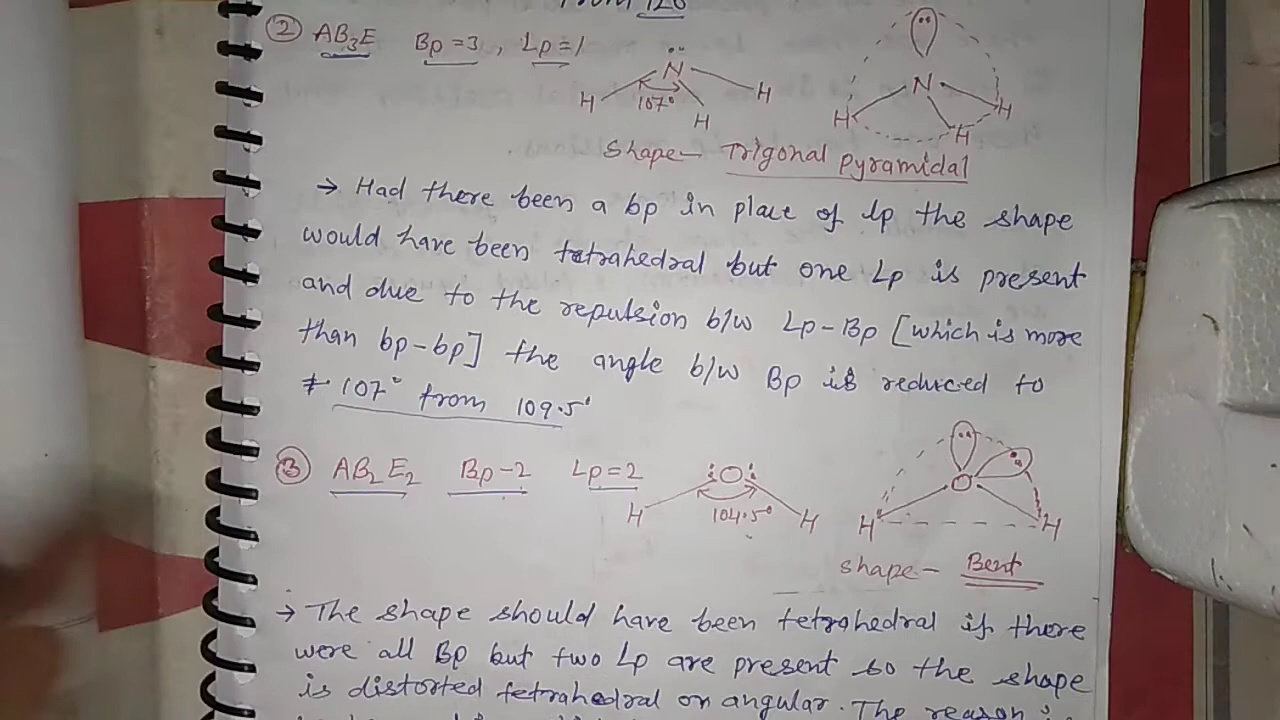 from 120
② AB3E Bp=3, Lp=1
N
H 107° H
H
N
H H
H
Shape- Trigonal pyramidal
→ Had there been a bp in place of lp the shape
would have been tetrahedral but one Lp is present
and due to the repulsion b/w Lp-Bp [which is more
than bp-bp] the angle b/w Bp is reduced to
107° from 109.5°
③ AB2E2 Bp-2 Lp=2
O
H 104.5° H
O
H H
shape- Bent
→ The shape should have been tetrahedral if there
were all Bp but two Lp are present so the shape
is distorted tetrahedral or angular. The reason is